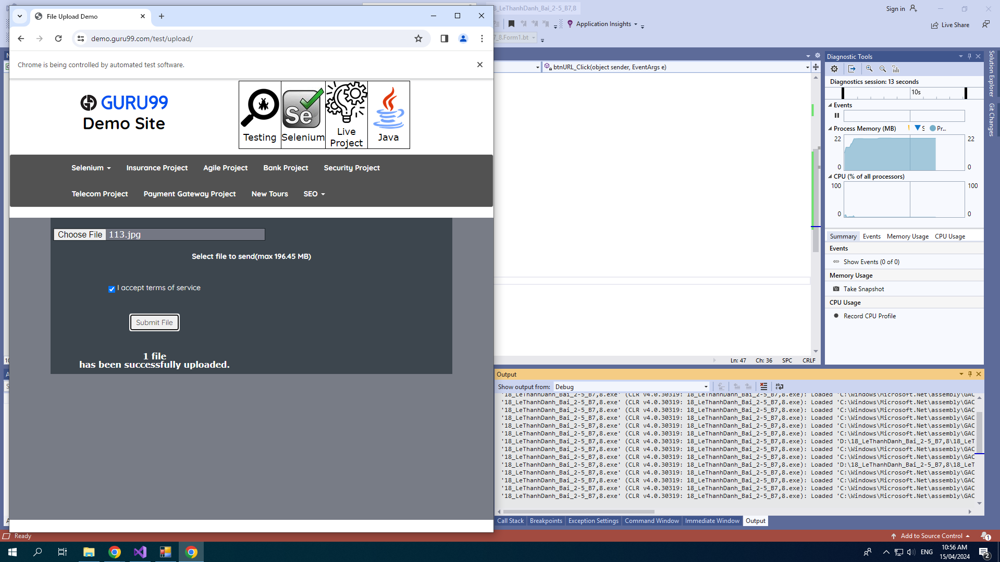 File Upload Demo
demo.guru99.com/test/upload/
Chrome is being controlled by automated test software.
GURU99
Demo Site
Testing
Selenium
Live Project
Java
Selenium
Insurance Project
Agile Project
Bank Project
Security Project
Telecom Project
Payment Gateway Project
New Tours
SEO
Choose File 113.jpg
Select file to send(max 196.45 MB)
I accept terms of service
Submit File
1 file
has been successfully uploaded.
_LeThanhDanh_Bai_2-5_B7,8
Sign in
Application Insights
Live Share
7_8.Form1.bt
btnURL_Click(object sender, EventArgs e)
Ln: 47 Ch: 36 SPC CRLF
Diagnostic Tools
Diagnostics session: 13 seconds
10s
Events
Process Memory (MB) S Pr..
22 22
0 0
CPU (% of all processors)
100 100
0 0
Summary Events Memory Usage CPU Usage
Events
Show Events (0 of 0)
Memory Usage
Take Snapshot
CPU Usage
Record CPU Profile
Solution Explorer
Git Changes
Output
Show output from: Debug
'18_LeThanhDanh_Bai_2-5_B7,8.exe' (CLR v4.0.30319: 18_LeThanhDanh_Bai_2-5_B7,8.exe): Loaded 'C:\Windows\Microsoft.Net\assembly\GAC
'18_LeThanhDanh_Bai_2-5_B7,8.exe' (CLR v4.0.30319: 18_LeThanhDanh_Bai_2-5_B7,8.exe): Loaded 'C:\Windows\Microsoft.Net\assembly\GAC
'18_LeThanhDanh_Bai_2-5_B7,8.exe' (CLR v4.0.30319: 18_LeThanhDanh_Bai_2-5_B7,8.exe): Loaded 'C:\Windows\Microsoft.Net\assembly\GAC
'18_LeThanhDanh_Bai_2-5_B7,8.exe' (CLR v4.0.30319: 18_LeThanhDanh_Bai_2-5_B7,8.exe): Loaded 'C:\Windows\Microsoft.Net\assembly\GAC
'18_LeThanhDanh_Bai_2-5_B7,8.exe' (CLR v4.0.30319: 18_LeThanhDanh_Bai_2-5_B7,8.exe): Loaded 'C:\Windows\Microsoft.Net\assembly\GAC
'18_LeThanhDanh_Bai_2-5_B7,8.exe' (CLR v4.0.30319: 18_LeThanhDanh_Bai_2-5_B7,8.exe): Loaded 'C:\Windows\Microsoft.Net\assembly\GAC
'18_LeThanhDanh_Bai_2-5_B7,8.exe' (CLR v4.0.30319: 18_LeThanhDanh_Bai_2-5_B7,8.exe): Loaded 'D:\18_LeThanhDanh_Bai_2-5_B7,8\18_LeT
'18_LeThanhDanh_Bai_2-5_B7,8.exe' (CLR v4.0.30319: 18_LeThanhDanh_Bai_2-5_B7,8.exe): Loaded 'C:\Windows\Microsoft.Net\assembly\GAC
'18_LeThanhDanh_Bai_2-5_B7,8.exe' (CLR v4.0.30319: 18_LeThanhDanh_Bai_2-5_B7,8.exe): Loaded 'C:\Windows\Microsoft.Net\assembly\GAC
'18_LeThanhDanh_Bai_2-5_B7,8.exe' (CLR v4.0.30319: 18_LeThanhDanh_Bai_2-5_B7,8.exe): Loaded 'D:\18_LeThanhDanh_Bai_2-5_B7,8\18_LeT
'18_LeThanhDanh_Bai_2-5_B7,8.exe' (CLR v4.0.30319: 18_LeThanhDanh_Bai_2-5_B7,8.exe): Loaded 'C:\Windows\Microsoft.Net\assembly\GAC
'18_LeThanhDanh_Bai_2-5_B7,8.exe' (CLR v4.0.30319: 18_LeThanhDanh_Bai_2-5_B7,8.exe): Loaded 'C:\Windows\Microsoft.Net\assembly\GAC
'18_LeThanhDanh_Bai_2-5_B7,8.exe' (CLR v4.0.30319: 18_LeThanhDanh_Bai_2-5_B7,8.exe): Loaded 'C:\Windows\Microsoft.Net\assembly\GAC
'18_LeThanhDanh_Bai_2-5_B7,8.exe' (CLR v4.0.30319: 18_LeThanhDanh_Bai_2-5_B7,8.exe): Loaded 'C:\Windows\Microsoft.Net\assembly\GAC
Call Stack Breakpoints Exception Settings Command Window Immediate Window Output
Ready
Add to Source Control
1
ENG
10:56 AM
15/04/2024
2